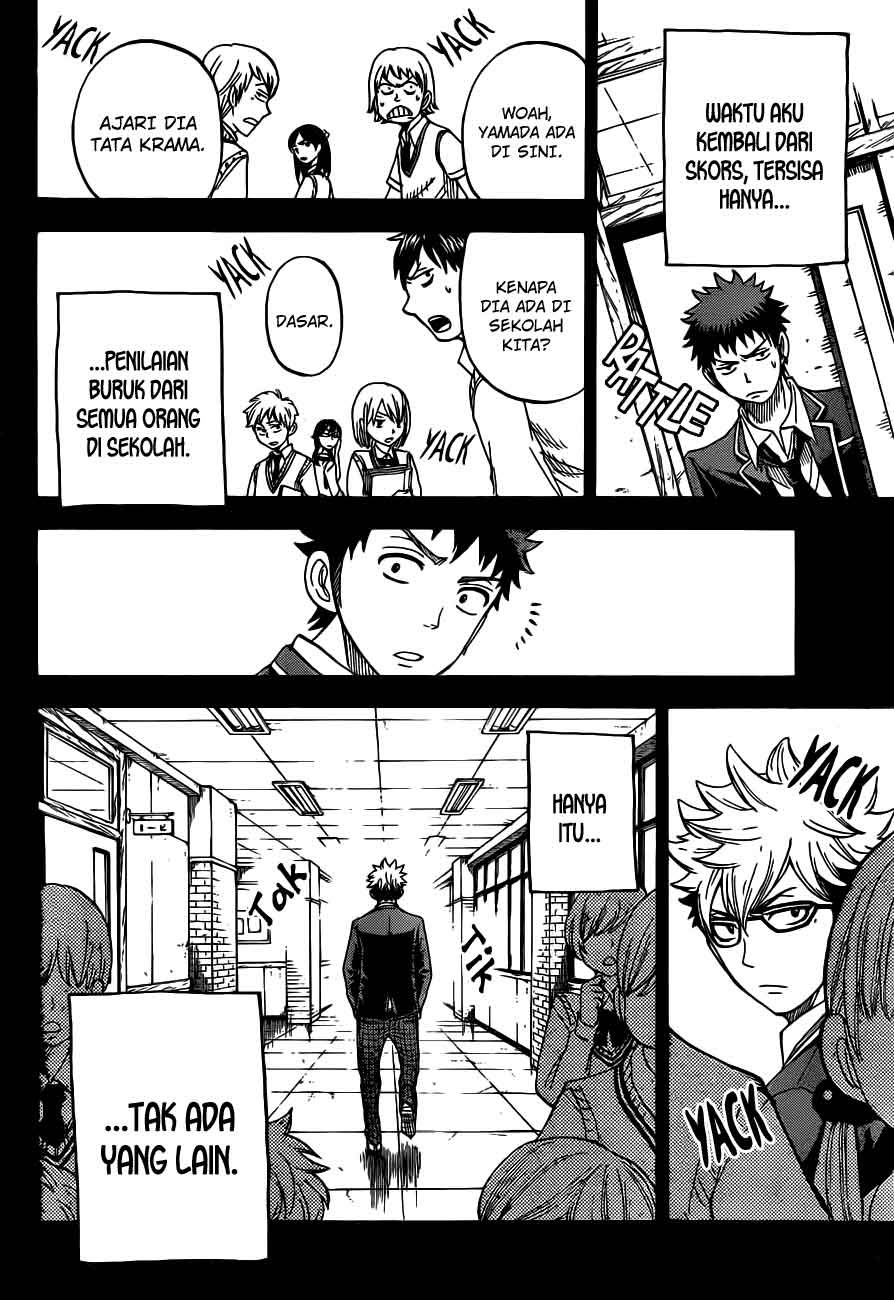 WAKTU AKU
KEMBALI DARI
SKORS, TERSISA
HANYA...
RATTLE
YACK
WOAH,
YAMADA ADA
DI SINI.
YACK
AJARI DIA
TATA KRAMA.
KENAPA
DIA ADA DI
SEKOLAH
KITA?
YACK
DASAR.
YACK
...PENILAIAN
BURUK DARI
SEMUA ORANG
DI SEKOLAH.
YACK
YACK
HANYA
ITU...
1-K
Tak
Tik
...TAK ADA
YANG LAIN.